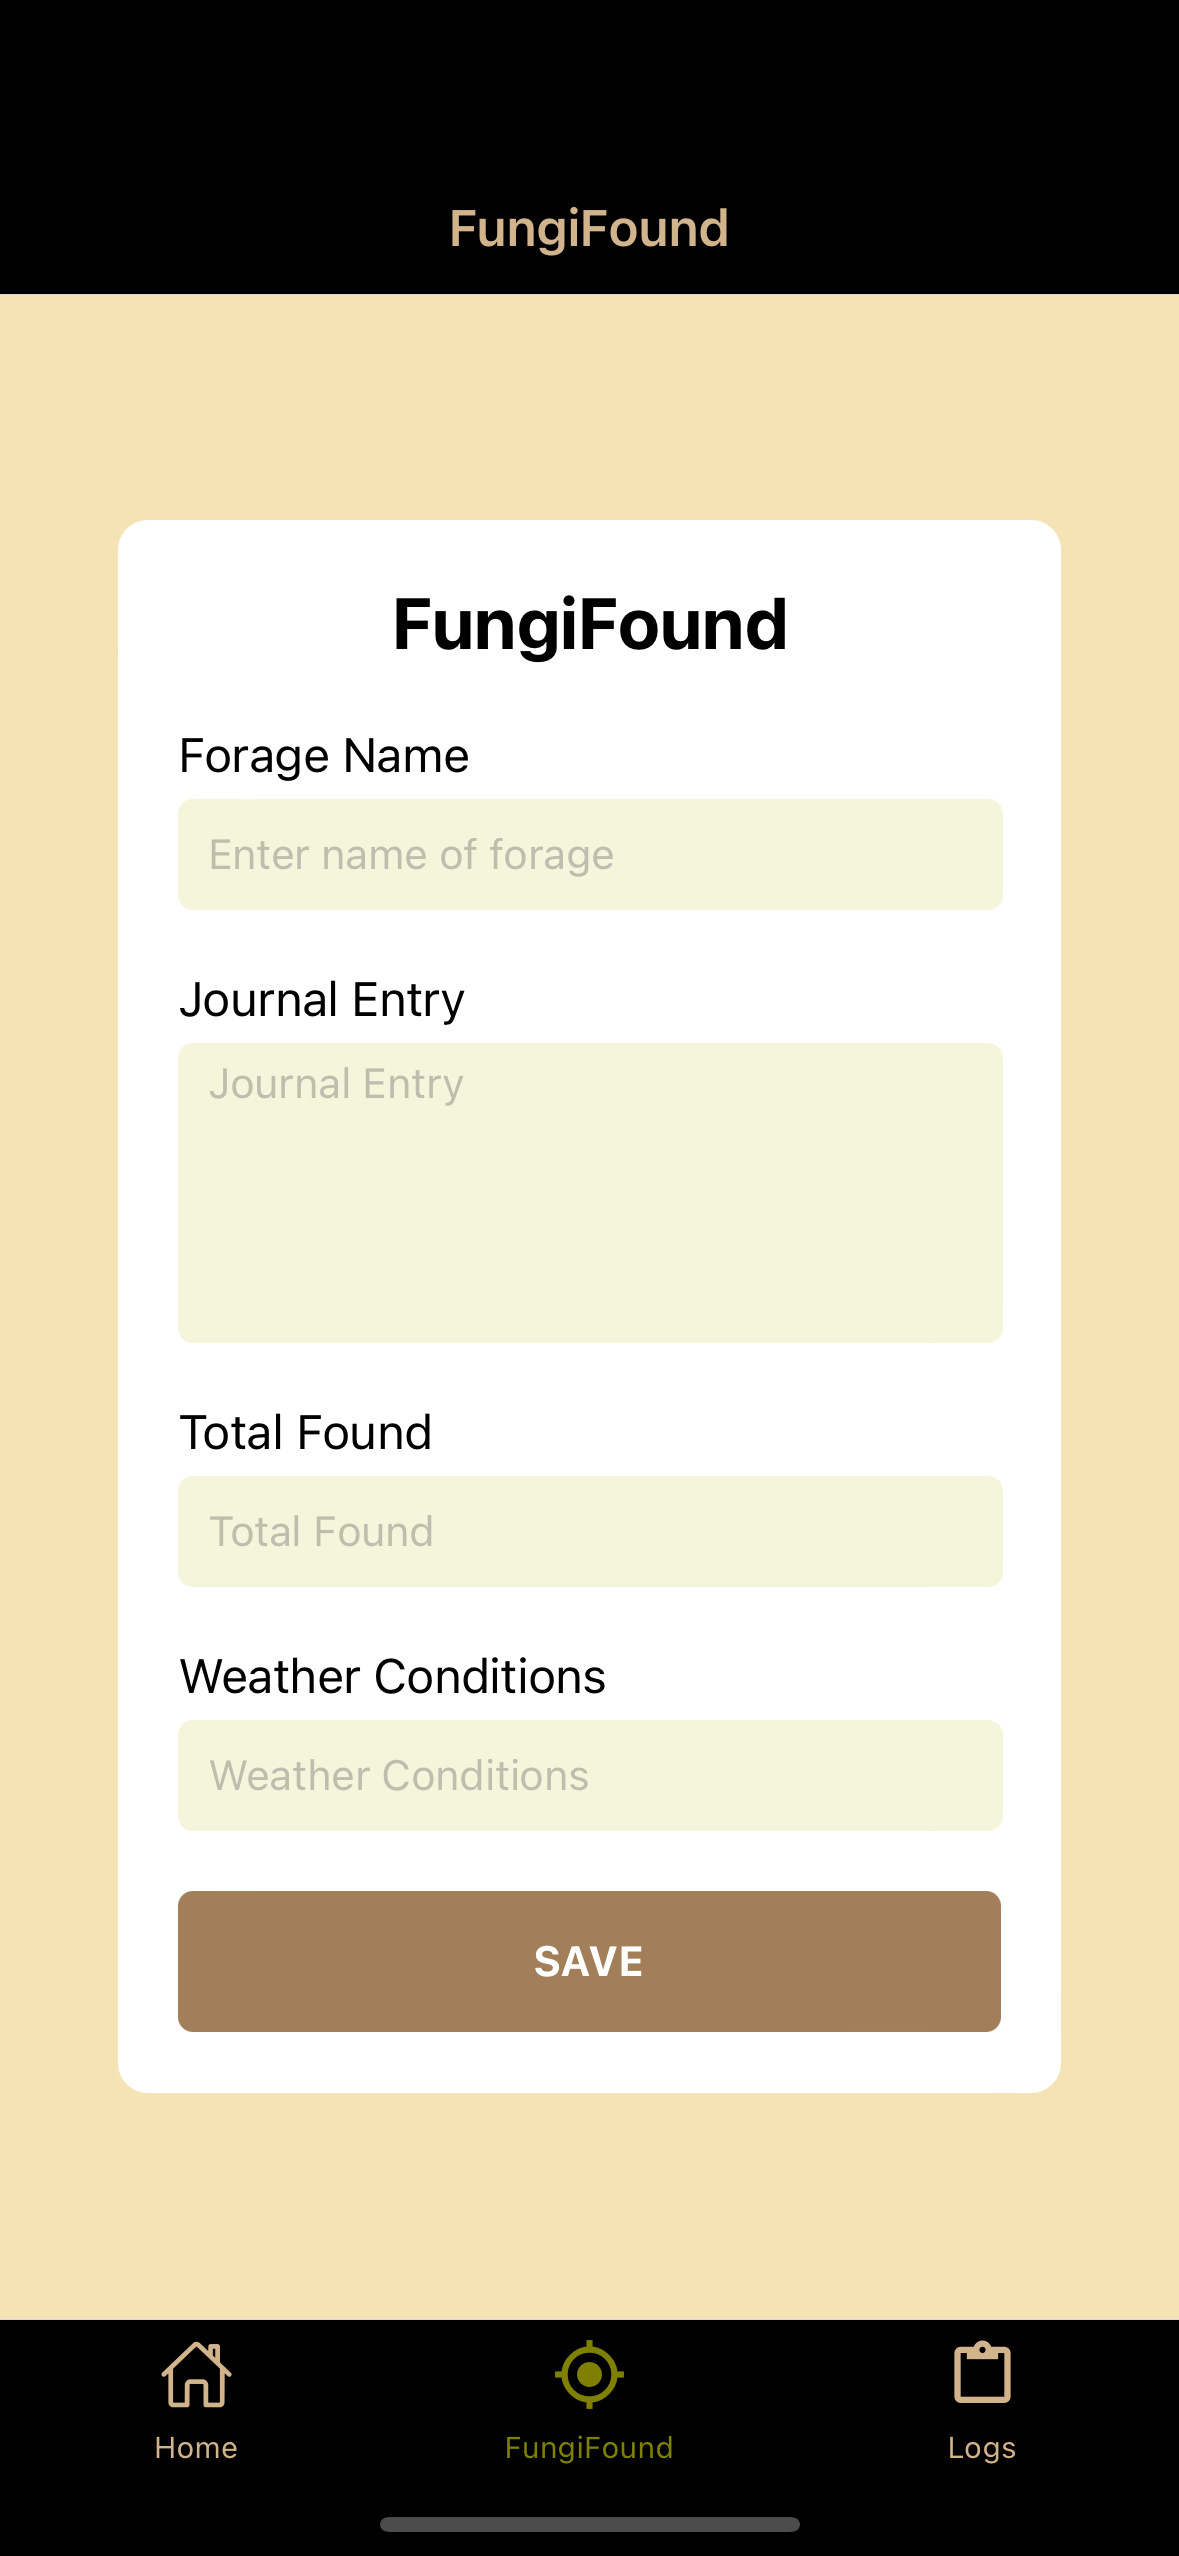 FungiFound
FungiFound
Forage Name
Enter name of forage
Journal Entry
Journal Entry
Total Found
Total Found
Weather Conditions
Weather Conditions
SAVE
Home
FungiFound
Logs